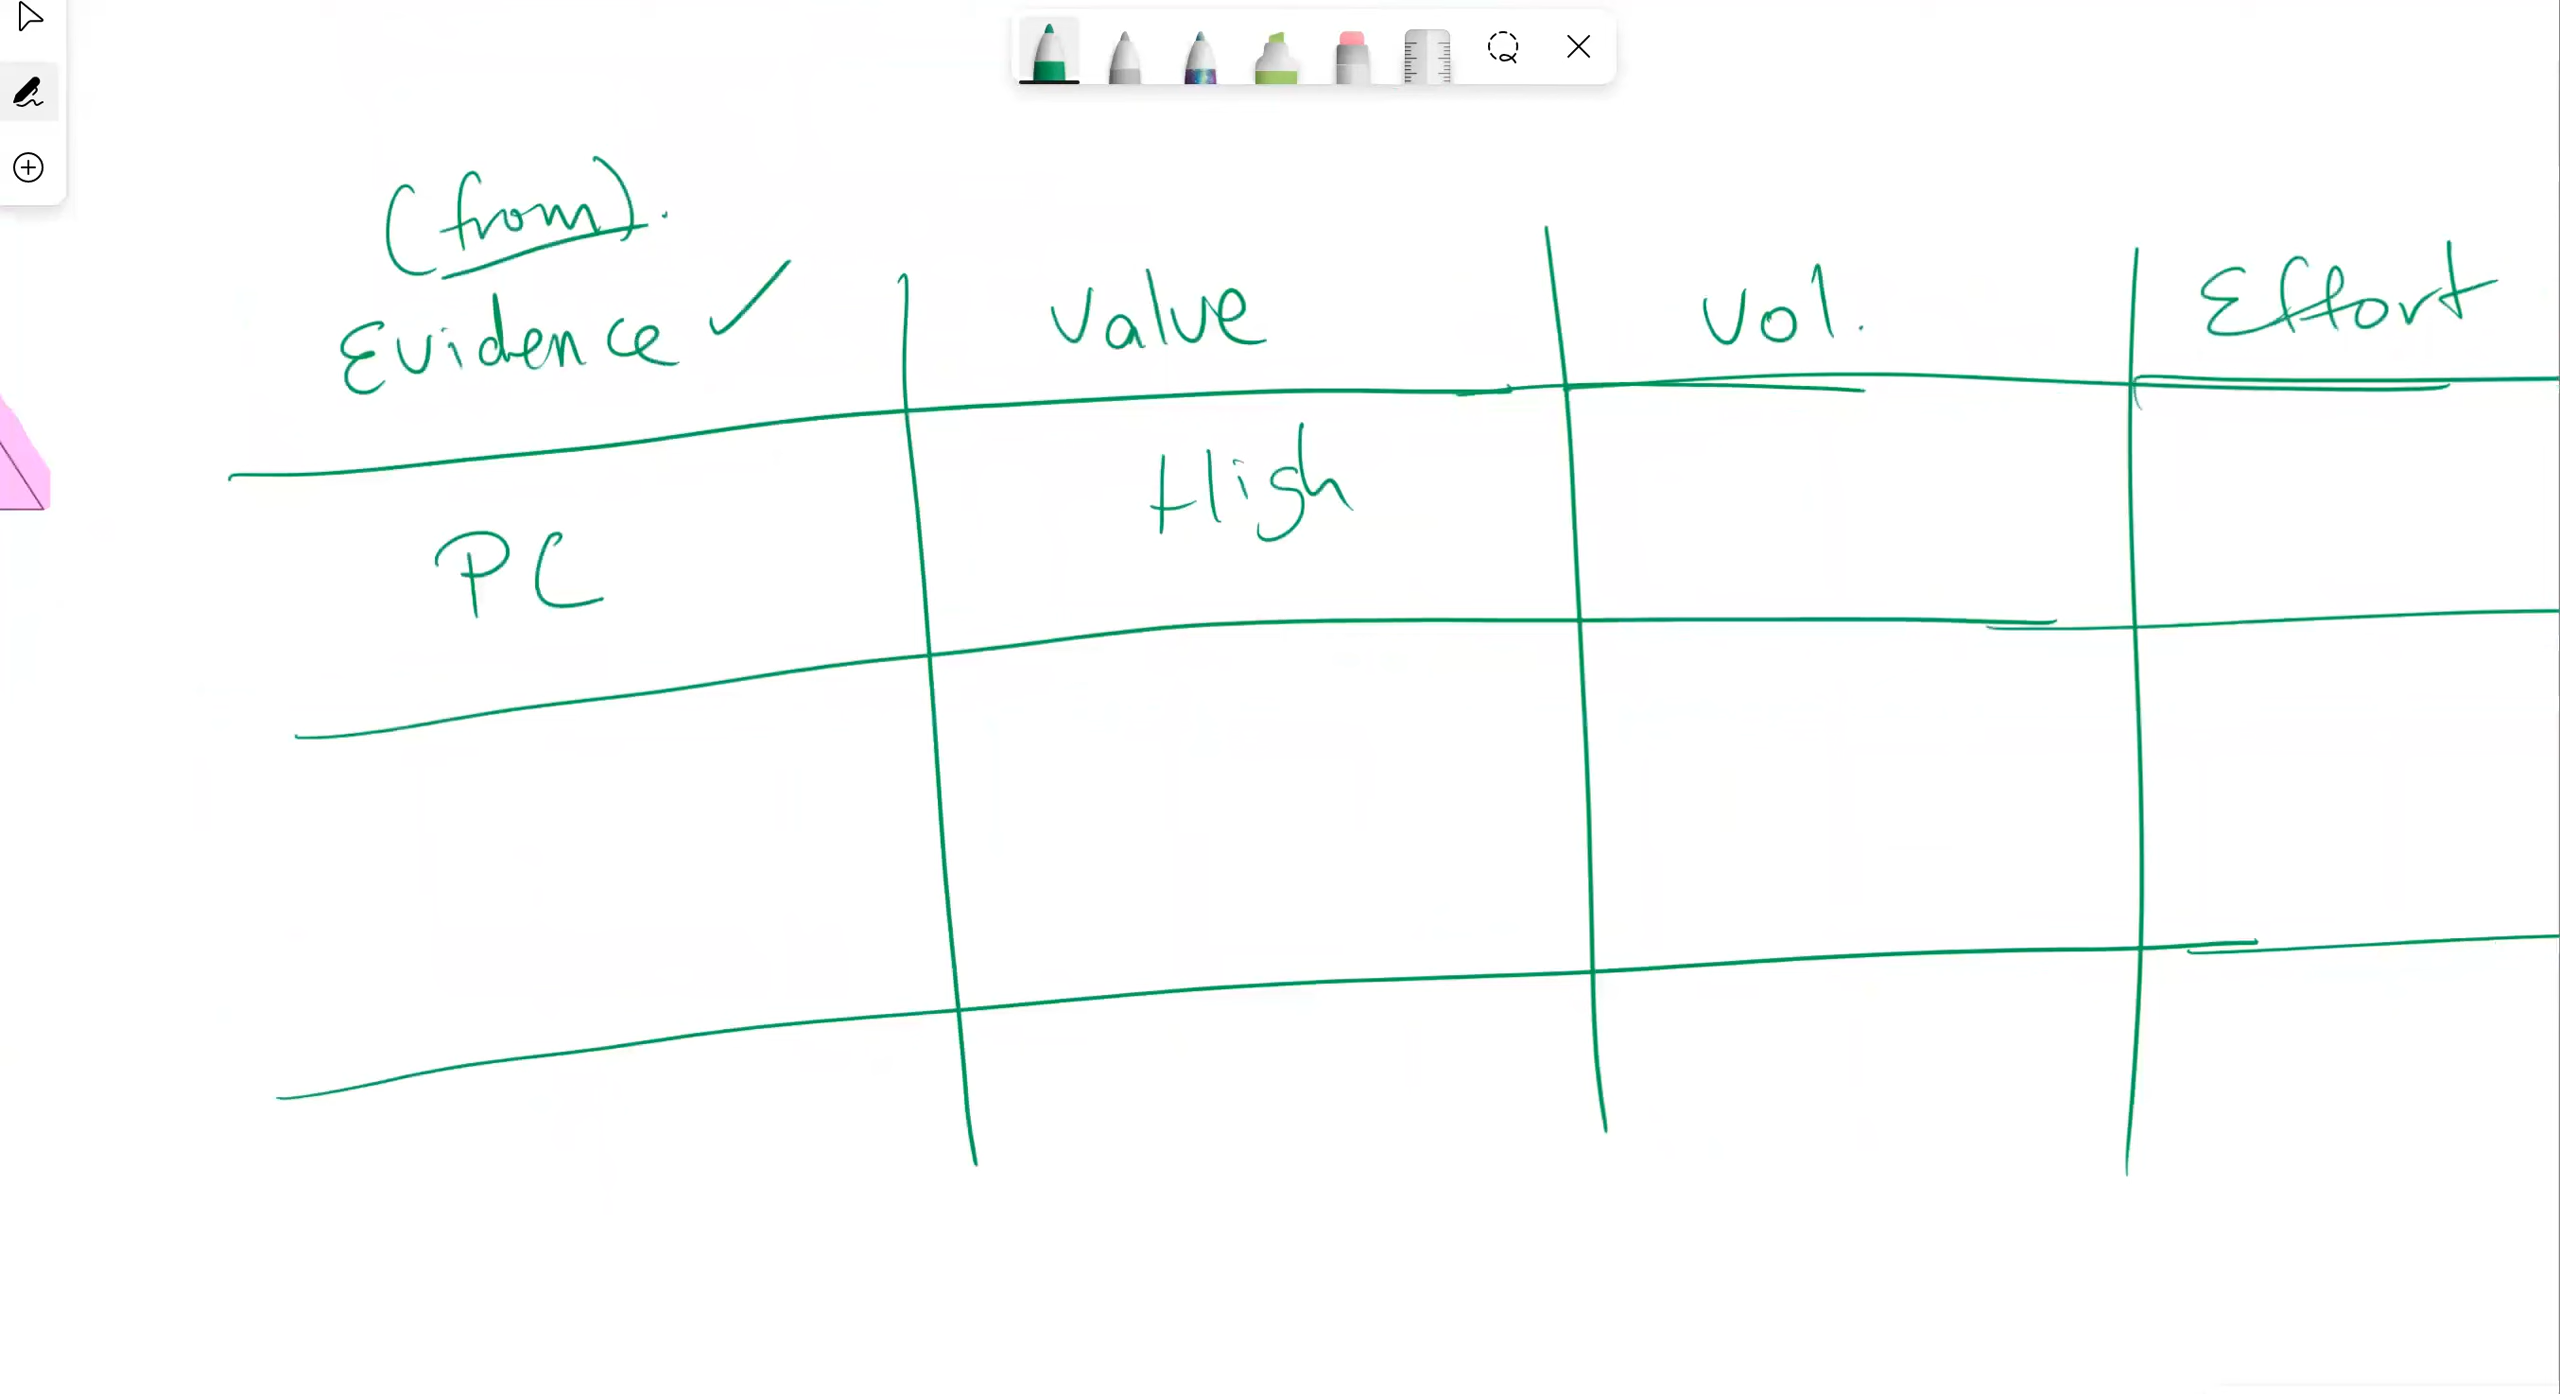 (from).
Evidence ✓ Value Vol. Effort
PC High